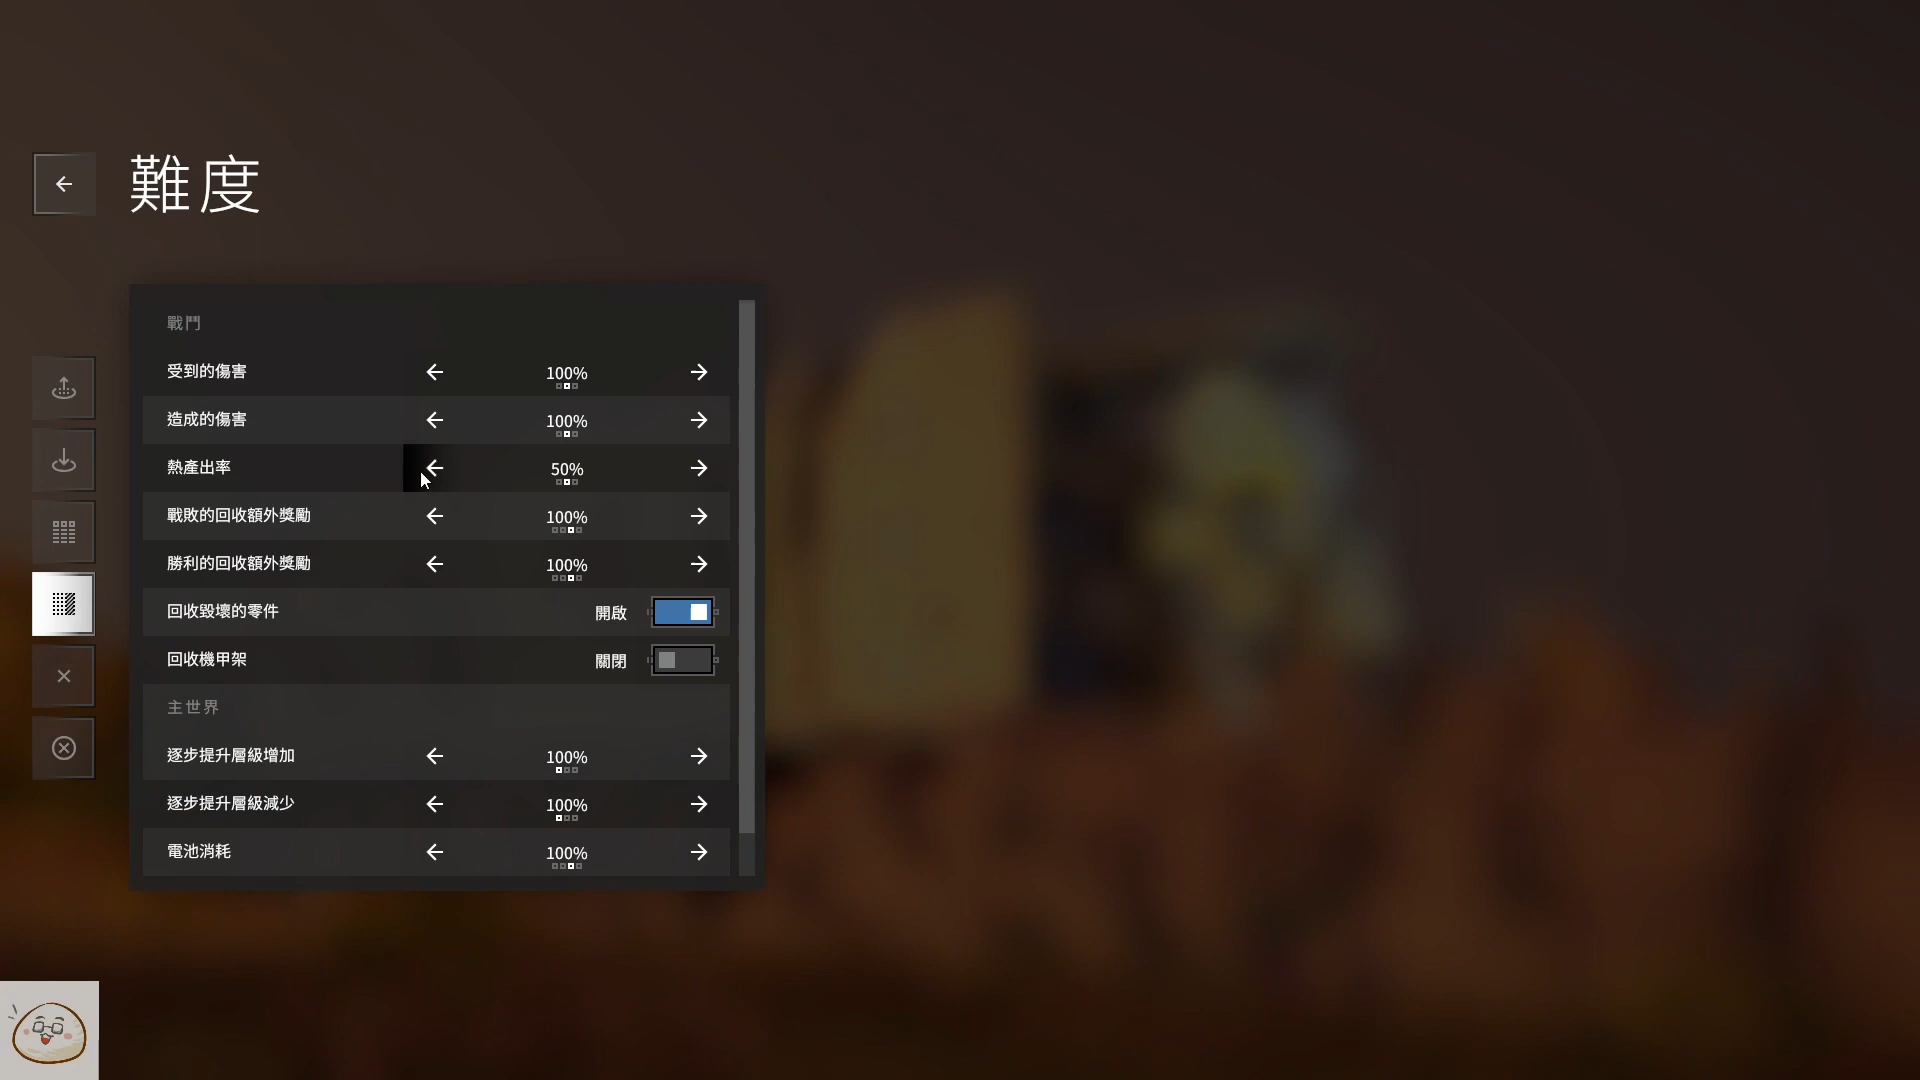 難度
戰鬥
受到的傷害 100%
造成的傷害 100%
熱產出率 50%
戰敗的回收額外獎勵 100%
勝利的回收額外獎勵 100%
回收毀壞的零件 開啟
回收機甲架 關閉
主世界
逐步提升層級增加 100%
逐步提升層級減少 100%
電池消耗 100%